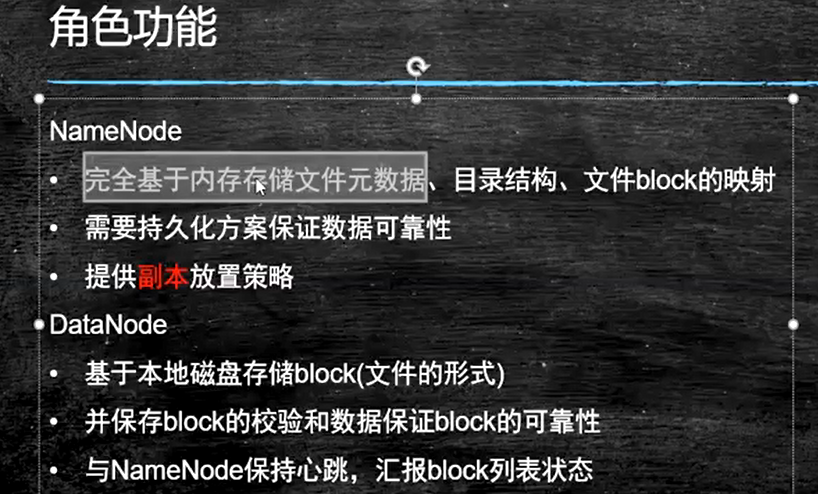 角色功能
NameNode
• 完全基于内存存储文件元数据、目录结构、文件block的映射
• 需要持久化方案保证数据可靠性
• 提供副本放置策略
DataNode
• 基于本地磁盘存储block(文件的形式)
• 并保存block的校验和数据保证block的可靠性
• 与NameNode保持心跳，汇报block列表状态